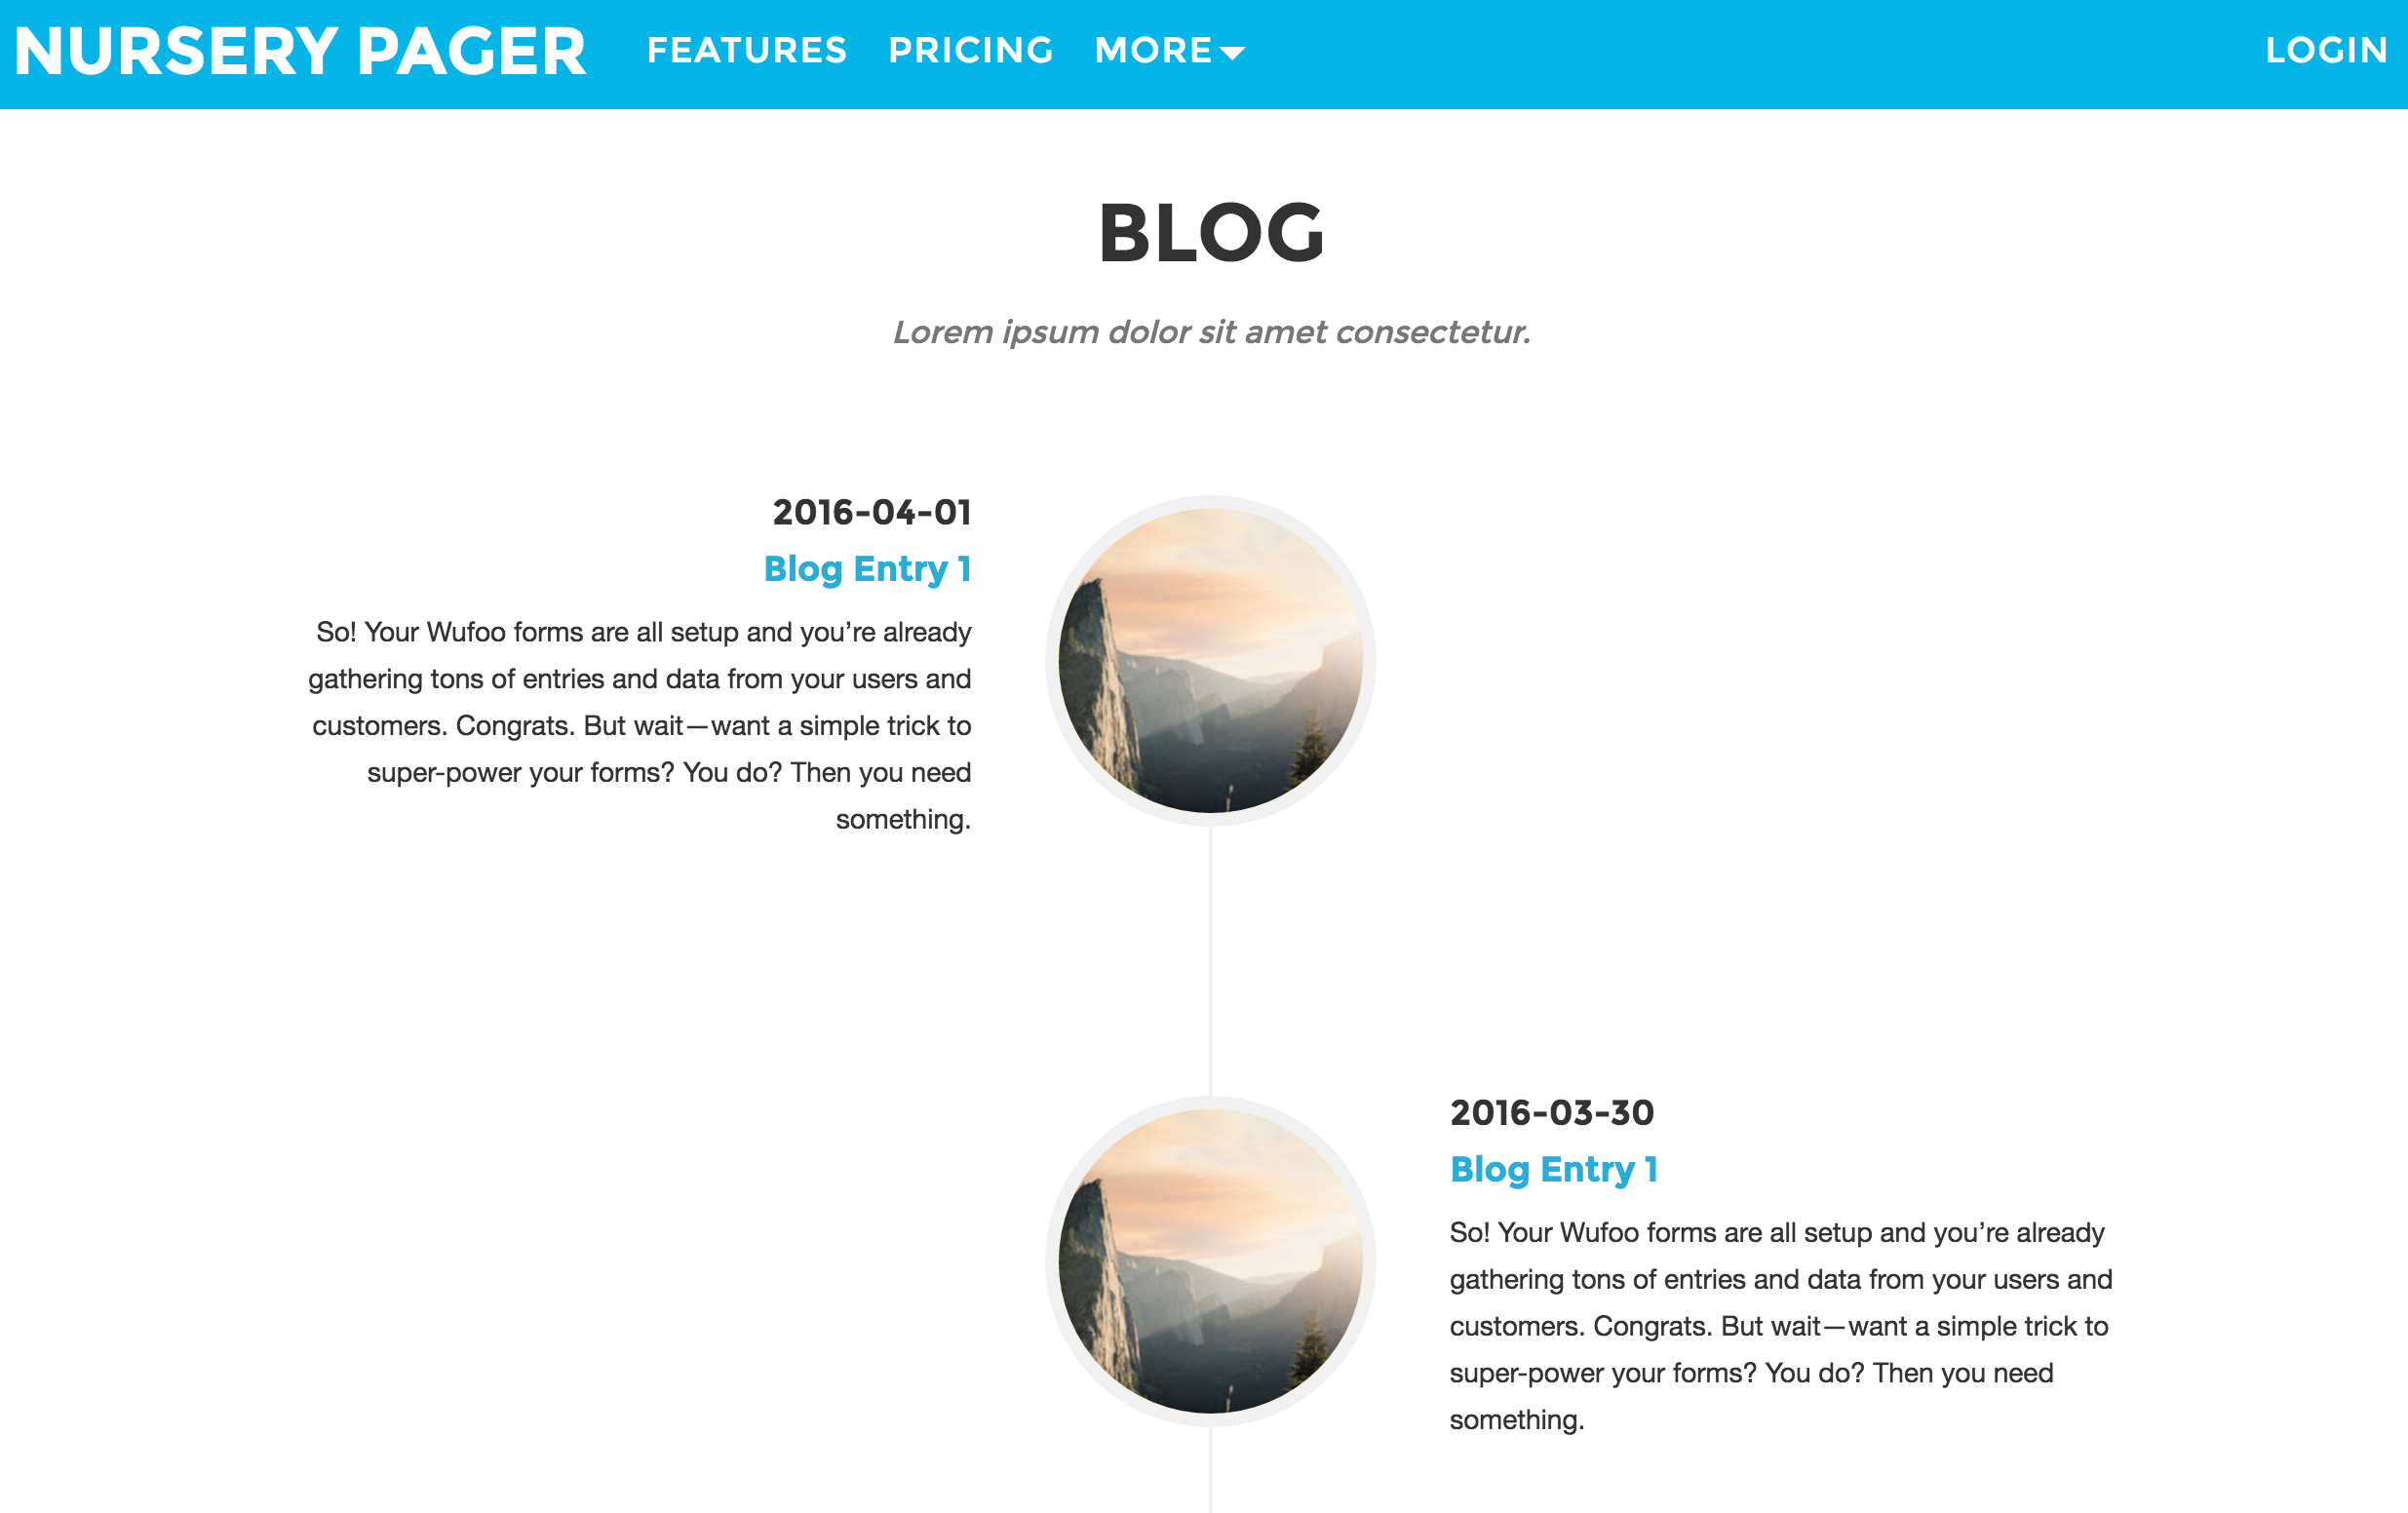 NURSERY PAGER FEATURES PRICING MORE LOGIN
BLOG
Lorem ipsum dolor sit amet consectetur.
2016-04-01
Blog Entry 1
So! Your Wufoo forms are all setup and you’re already
gathering tons of entries and data from your users and
customers. Congrats. But wait—want a simple trick to
super-power your forms? You do? Then you need
something.
2016-03-30
Blog Entry 1
So! Your Wufoo forms are all setup and you’re already
gathering tons of entries and data from your users and
customers. Congrats. But wait—want a simple trick to
super-power your forms? You do? Then you need
something.